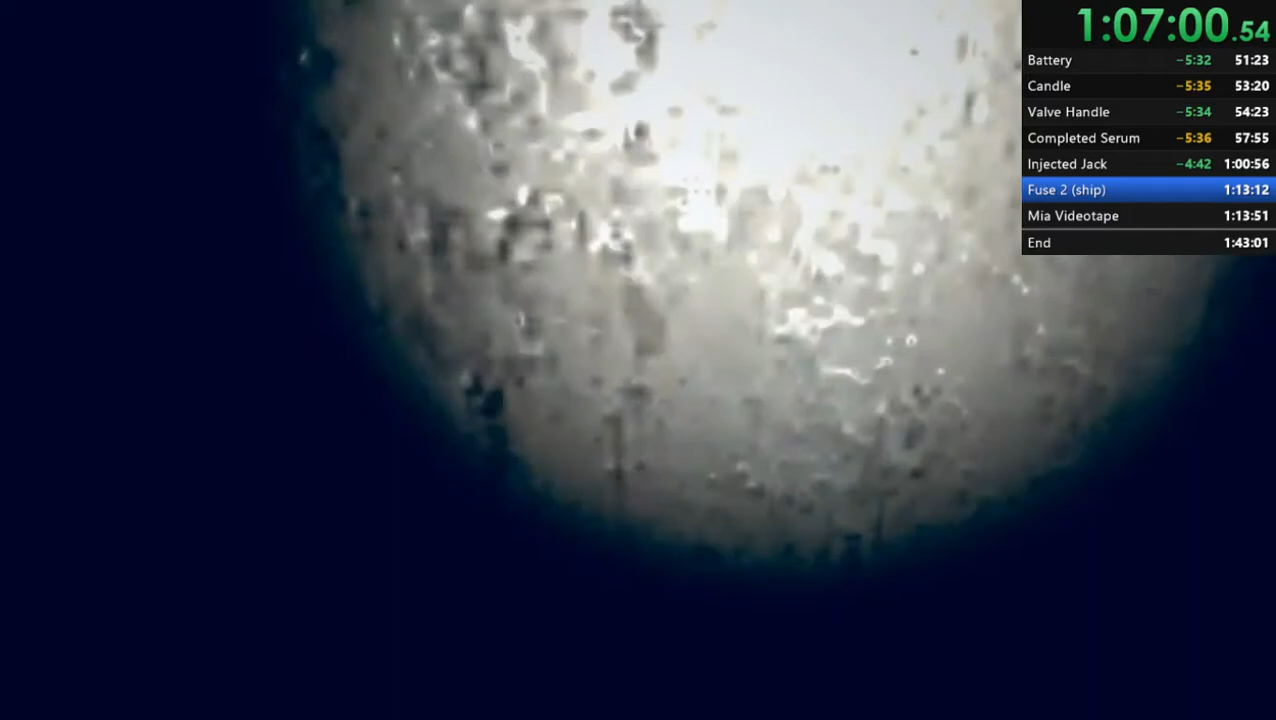 1:07:00.54
Battery -5:32 51:23
Candle -5:35 53:20
Valve Handle -5:34 54:23
Completed Serum -5:36 57:55
Injected Jack -4:42 1:00:56
Fuse 2 (ship) 1:13:12
Mia Videotape 1:13:51
End 1:43:01